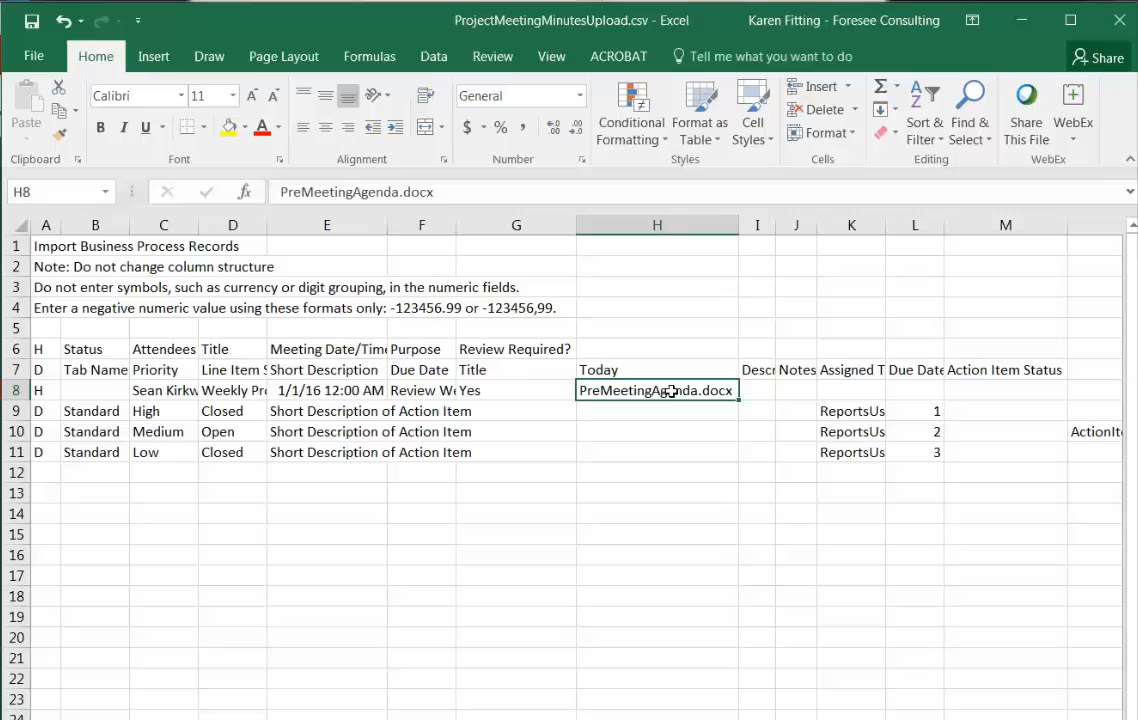 ProjectMeetingMinutesUpload.csv - Excel Karen Fitting - Foresee Consulting
File Home Insert Draw Page Layout Formulas Data Review View ACROBAT Tell me what you want to do Share
Paste Calibri 11 General Conditional Formatting Format as Table Cell Styles Insert Delete Format Sort & Filter Find & Select Share This File WebEx
Clipboard Font Alignment Number Styles Cells Editing WebEx
H8 fx PreMeetingAgenda.docx
A B C D E F G H I J K L M
1 Import Business Process Records
2 Note: Do not change column structure
3 Do not enter symbols, such as currency or digit grouping, in the numeric fields.
4 Enter a negative numeric value using these formats only: -123456.99 or -123456,99.
5
6 H Status Attendees Title Meeting Date/Time Purpose Review Required?
7 D Tab Name Priority Line Item S Short Description Due Date Title Today Descr Notes Assigned T Due Date Action Item Status
8 H Sean Kirkw Weekly Pro 1/1/16 12:00 AM Review We Yes PreMeetingAgenda.docx
9 D Standard High Closed Short Description of Action Item ReportsUs 1
10 D Standard Medium Open Short Description of Action Item ReportsUs 2 ActionIte
11 D Standard Low Closed Short Description of Action Item ReportsUs 3
12
13
14
15
16
17
18
19
20
21
22
23
24